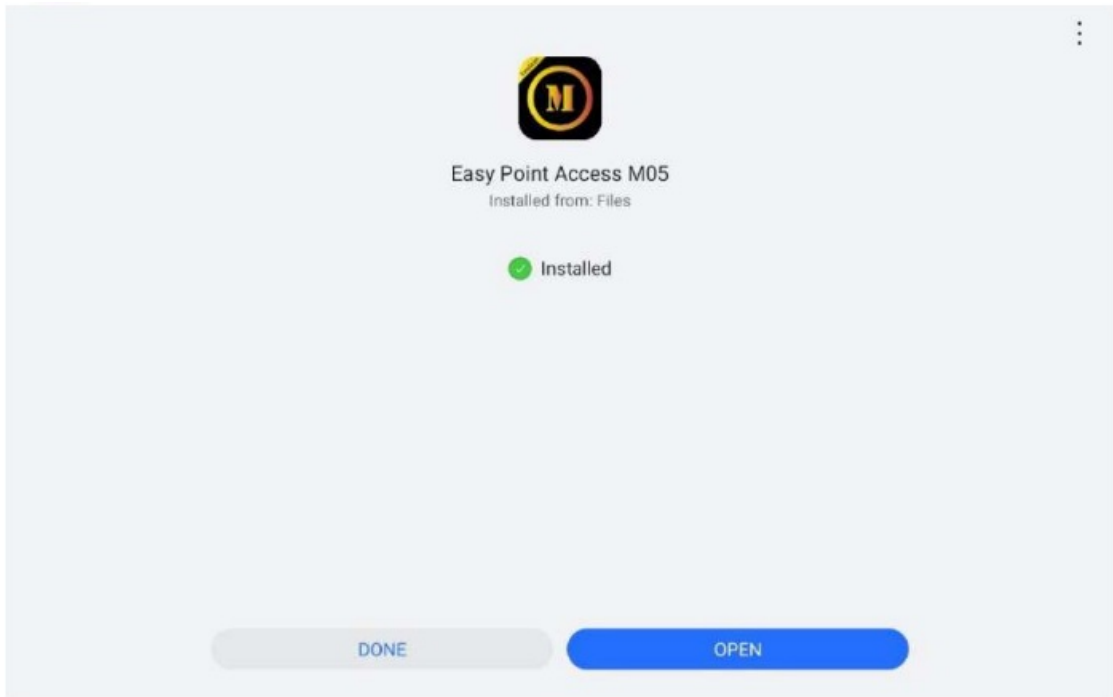 M
Easy Point Access M05
Installed from: Files
Installed
DONE
OPEN